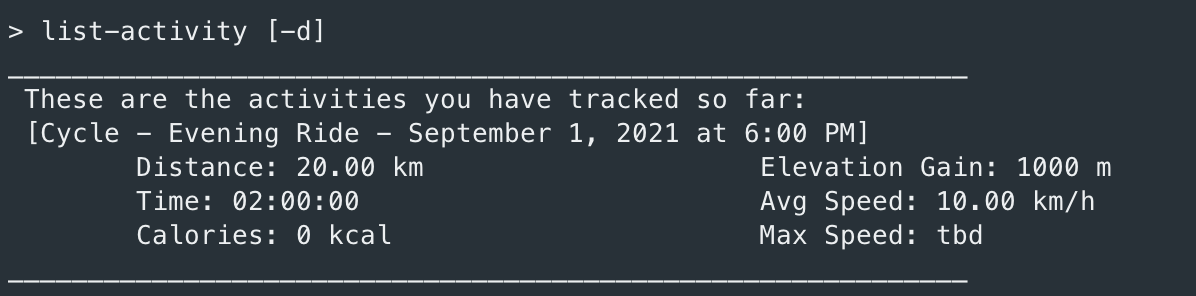 > list-activity [-d]
These are the activities you have tracked so far:
[Cycle - Evening Ride - September 1, 2021 at 6:00 PM]
Distance: 20.00 km Elevation Gain: 1000 m
Time: 02:00:00 Avg Speed: 10.00 km/h
Calories: 0 kcal Max Speed: tbd